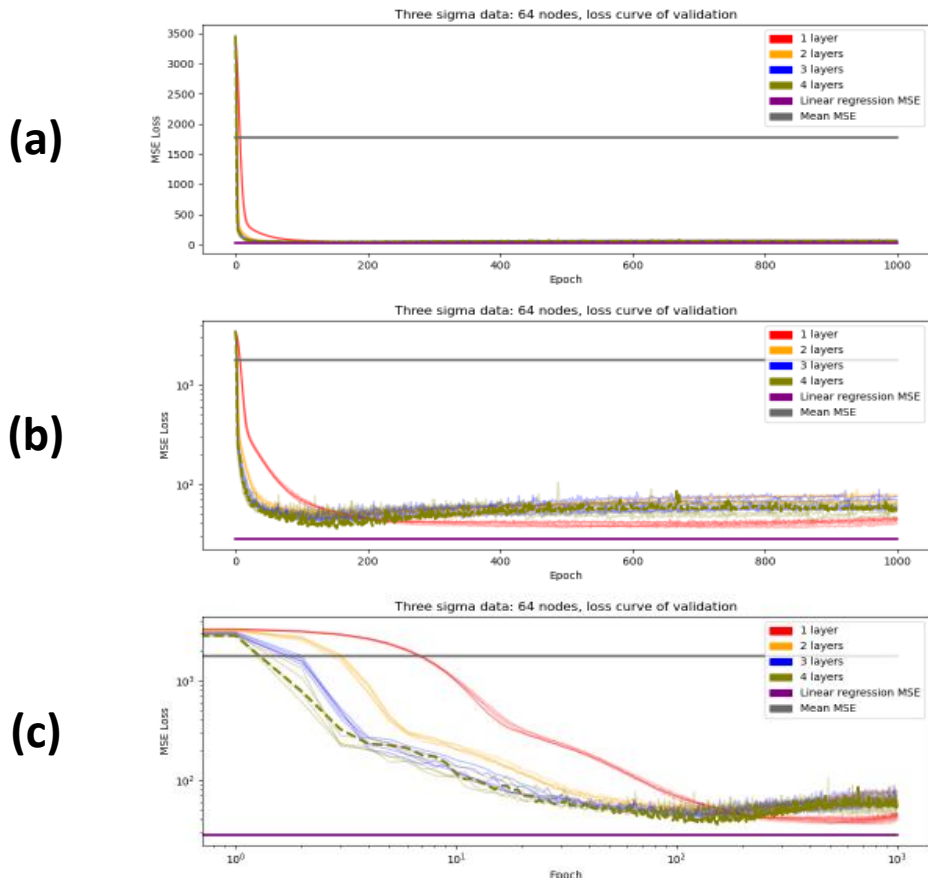 (a)
Three sigma data: 64 nodes, loss curve of validation
MSE Loss
3500
3000
2500
2000
1500
1000
500
0
0 200 400 600 800 1000
Epoch
1 layer
2 layers
3 layers
4 layers
Linear regression MSE
Mean MSE
(b)
Three sigma data: 64 nodes, loss curve of validation
MSE Loss
10³
10²
0 200 400 600 800 1000
Epoch
1 layer
2 layers
3 layers
4 layers
Linear regression MSE
Mean MSE
(c)
Three sigma data: 64 nodes, loss curve of validation
MSE Loss
10³
10²
10⁰ 10¹ 10² 10³
Epoch
1 layer
2 layers
3 layers
4 layers
Linear regression MSE
Mean MSE